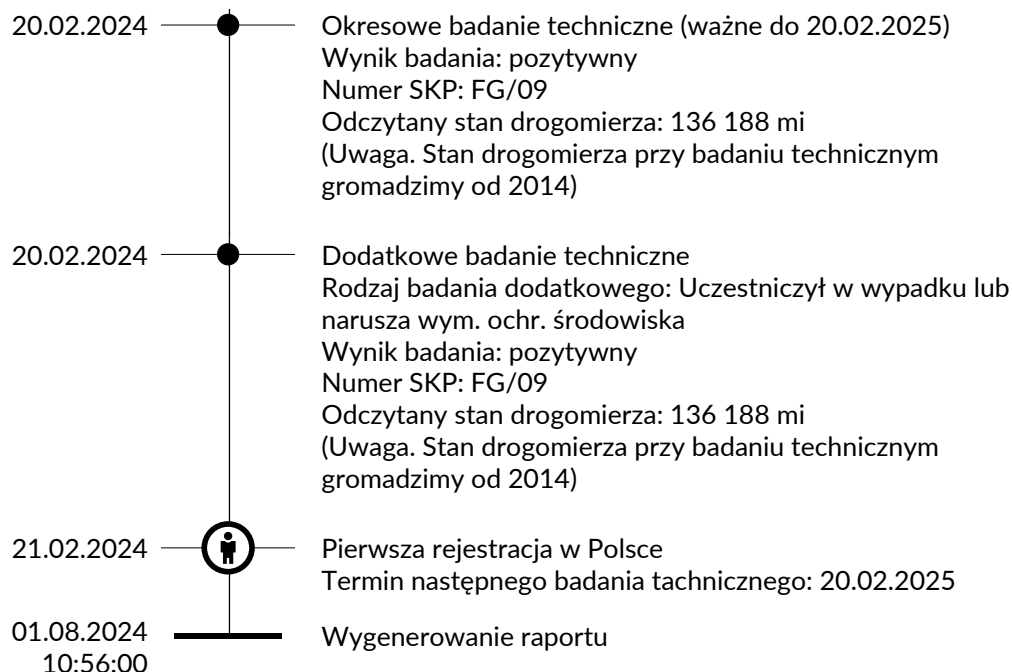 20.02.2024 Okresowe badanie techniczne (ważne do 20.02.2025)
Wynik badania: pozytywny
Numer SKP: FG/09
Odczytany stan drogomierza: 136 188 mi
(Uwaga. Stan drogomierza przy badaniu technicznym
gromadzimy od 2014)
20.02.2024 Dodatkowe badanie techniczne
Rodzaj badania dodatkowego: Uczestniczył w wypadku lub
narusza wym. ochr. środowiska
Wynik badania: pozytywny
Numer SKP: FG/09
Odczytany stan drogomierza: 136 188 mi
(Uwaga. Stan drogomierza przy badaniu technicznym
gromadzimy od 2014)
21.02.2024 Pierwsza rejestracja w Polsce
Termin następnego badania tachnicznego: 20.02.2025
01.08.2024 Wygenerowanie raportu
10:56:00